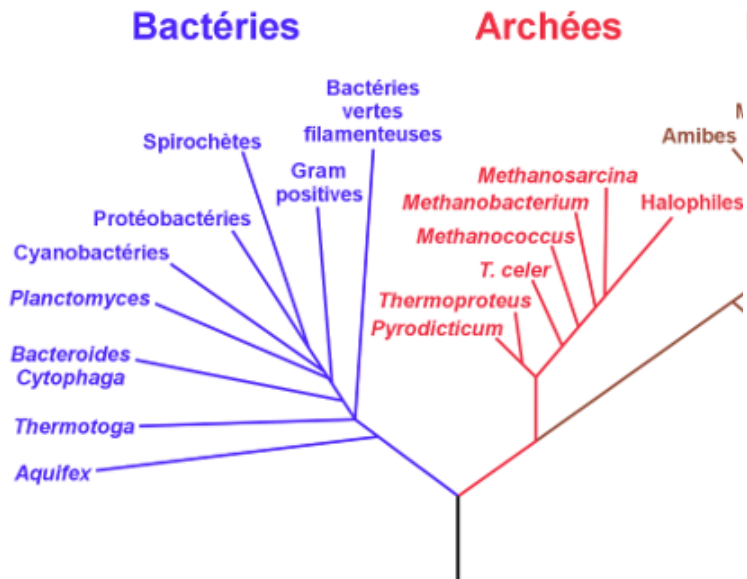 Bactéries
Archées
Bactéries
vertes
filamenteuses
Spirochètes
Gram
positives
Protéobactéries
Cyanobactéries
Planctomyces
Bacteroides
Cytophaga
Thermotoga
Aquifex
Methanosarcina
Methanobacterium
Halophiles
Methanococcus
T. celer
Thermoproteus
Pyrodicticum
Amibes